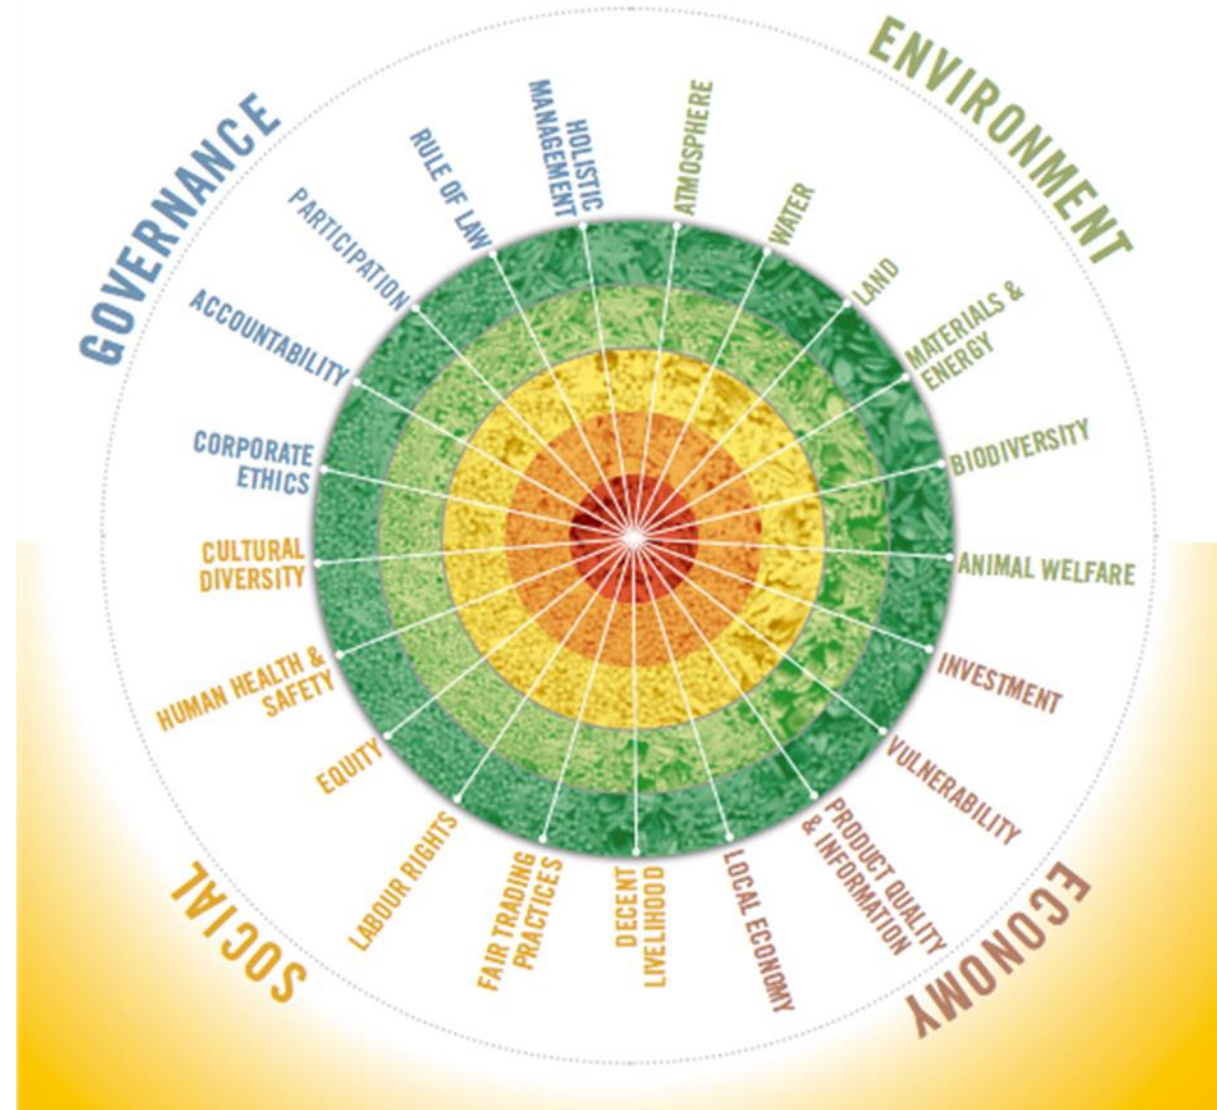 GOVERNANCE
ENVIRONMENT
SOCIAL
ECONOMY
HOLISTIC
MANAGEMENT
ATMOSPHERE
WATER
LAND
MATERIALS &
ENERGY
BIODIVERSITY
ANIMAL WELFARE
INVESTMENT
VULNERABILITY
PRODUCT QUALITY
& INFORMATION
LOCAL ECONOMY
DECENT
LIVELIHOOD
FAIR TRADING
PRACTICES
LABOUR RIGHTS
EQUITY
HUMAN HEALTH &
SAFETY
CULTURAL
DIVERSITY
CORPORATE
ETHICS
ACCOUNTABILITY
PARTICIPATION
RULE OF LAW